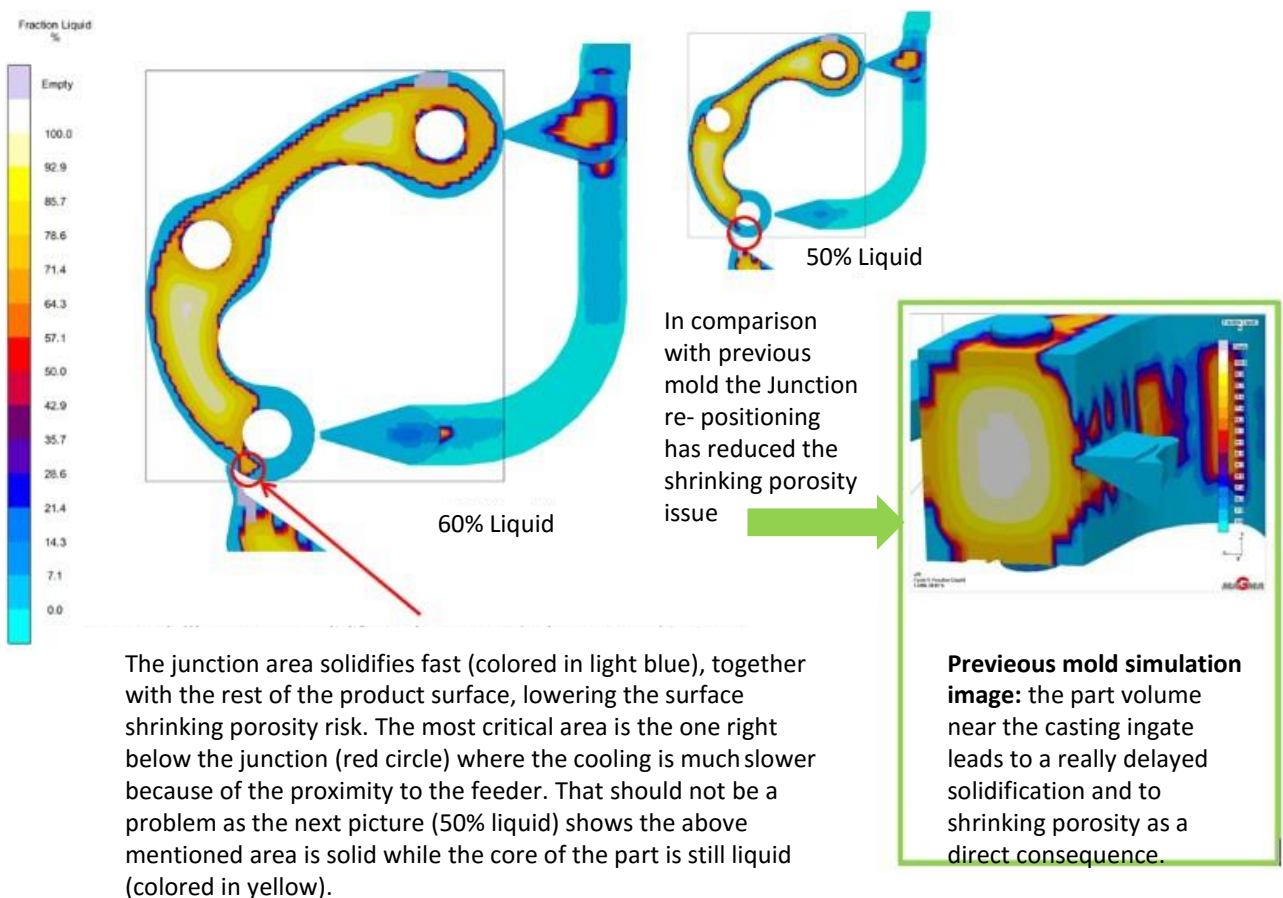 Fraction Liquid
%
Empty
100.0
92.9
85.7
78.6
71.4
64.3
57.1
50.0
42.9
35.7
28.6
21.4
14.3
7.1
0.0
60% Liquid
50% Liquid
In comparison
with previous
mold the Junction
re- positioning
has reduced the
shrinking porosity
issue
The junction area solidifies fast (colored in light blue), together
with the rest of the product surface, lowering the surface
shrinking porosity risk. The most critical area is the one right
below the junction (red circle) where the cooling is much slower
because of the proximity to the feeder. That should not be a
problem as the next picture (50% liquid) shows the above
mentioned area is solid while the core of the part is still liquid
(colored in yellow).
MAGMA
Previeous mold simulation
image: the part volume
near the casting ingate
leads to a really delayed
solidification and to
shrinking porosity as a
direct consequence.